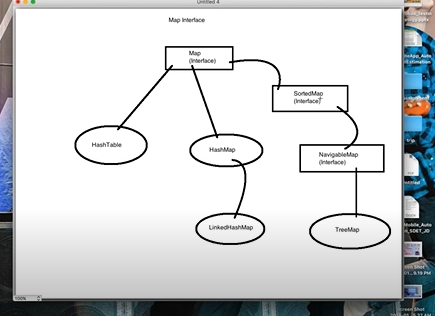 Untitled 4
Map Interface
Map
(Interface)
SortedMap
(Interface)
HashTable
HashMap
NavigableMap
(Interface)
LinkedHashMap
TreeMap
100%